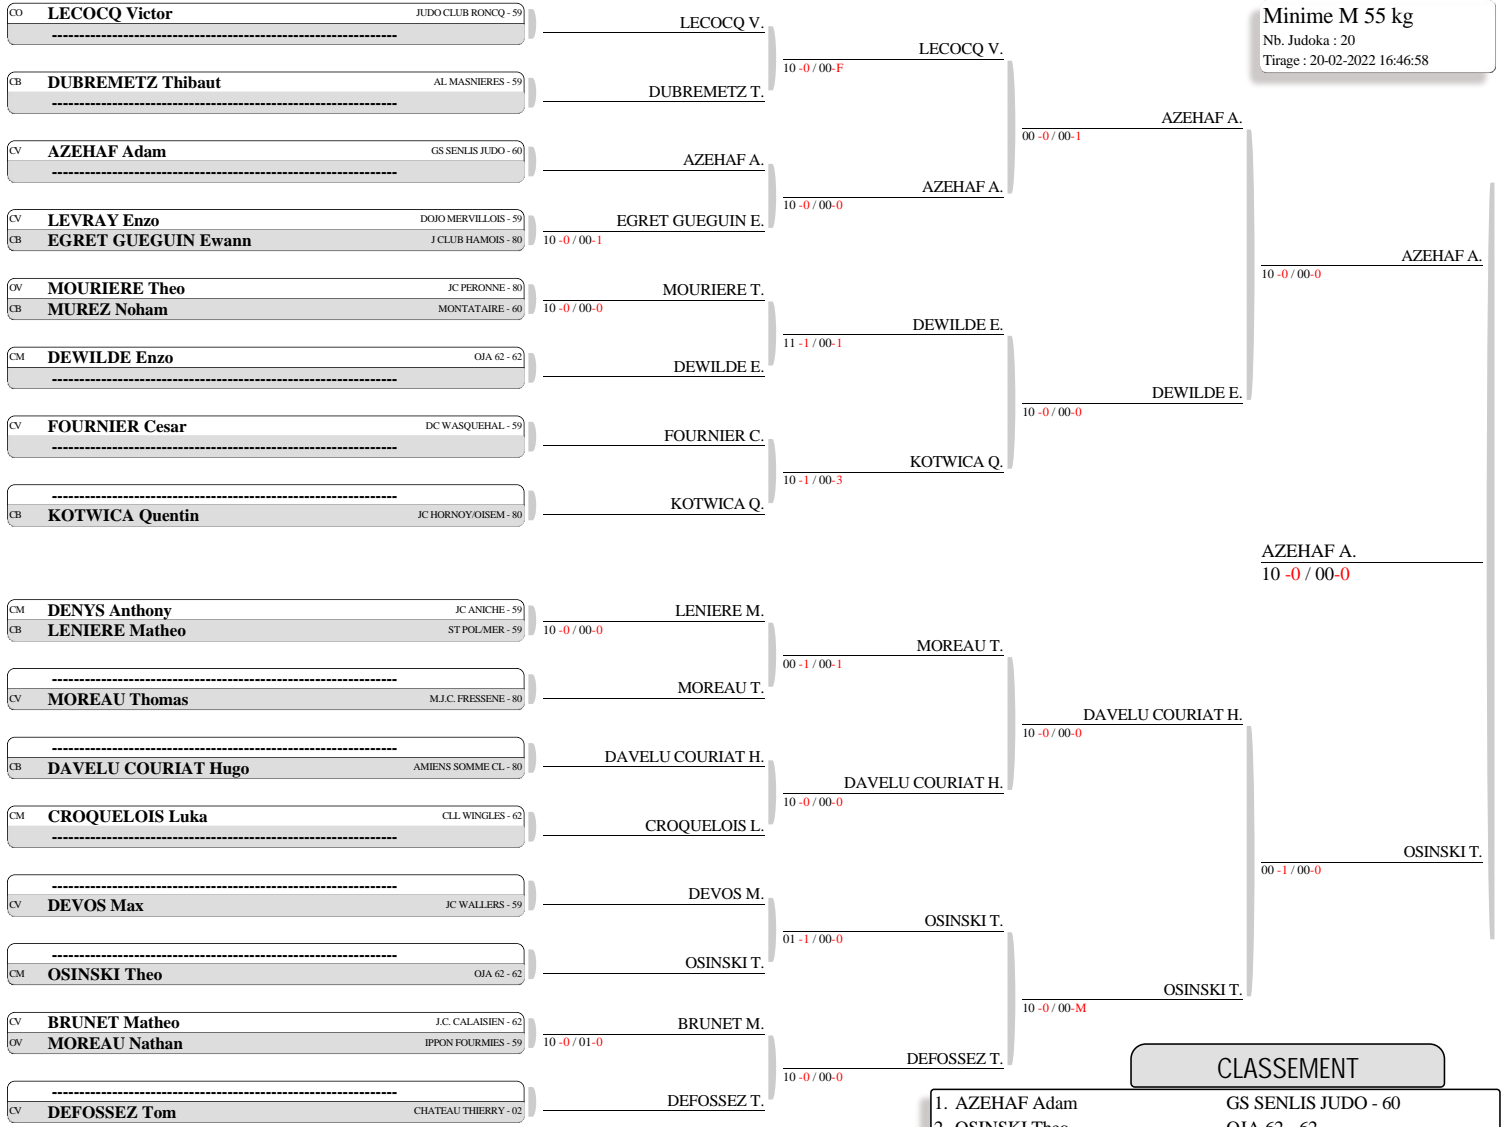 Minime M 55 kg
Nb. Judoka : 20
Tirage : 20-02-2022 16:46:58
CO LECOCQ Victor JUDO CLUB RONCQ - 59
----------------------------------------------------------------
CB DUBREMETZ Thibaut AL MASNIERES - 59
----------------------------------------------------------------
CV AZEHAF Adam GS SENLIS JUDO - 60
----------------------------------------------------------------
CV LEVRAY Enzo DOJO MERVILLOIS - 59
CB EGRET GUEGUIN Ewann J CLUB HAMOIS - 80
OV MOURIERE Theo JC PERONNE - 80
CB MUREZ Noham MONTATAIRE - 60
CM DEWILDE Enzo OJA 62 - 62
----------------------------------------------------------------
CV FOURNIER Cesar DC WASQUEHAL - 59
----------------------------------------------------------------
----------------------------------------------------------------
CB KOTWICA Quentin JC HORNOY/OISEM - 80
CM DENYS Anthony JC ANICHE - 59
CB LENIERE Matheo ST POL/MER - 59
----------------------------------------------------------------
CV MOREAU Thomas M.J.C. FRESSENE - 80
----------------------------------------------------------------
CB DAVELU COURIAT Hugo AMIENS SOMME CL - 80
CM CROQUELOIS Luka CLL WINGLES - 62
----------------------------------------------------------------
----------------------------------------------------------------
CV DEVOS Max JC WALLERS - 59
----------------------------------------------------------------
CM OSINSKI Theo OJA 62 - 62
CV BRUNET Matheo J.C. CALAISIEN - 62
OV MOREAU Nathan IPPON FOURMIES - 59
----------------------------------------------------------------
CV DEFOSSEZ Tom CHATEAU THIERRY - 02
LECOCQ V.
DUBREMETZ T.
AZEHAF A.
EGRET GUEGUIN E.
10 -0 / 00-1
MOURIERE T.
10 -0 / 00-0
DEWILDE E.
FOURNIER C.
KOTWICA Q.
LENIERE M.
10 -0 / 00-0
MOREAU T.
DAVELU COURIAT H.
CROQUELOIS L.
DEVOS M.
OSINSKI T.
BRUNET M.
10 -0 / 01-0
DEFOSSEZ T.
LECOCQ V.
10 -0 / 00-F
AZEHAF A.
10 -0 / 00-0
DEWILDE E.
11 -1 / 00-1
KOTWICA Q.
10 -1 / 00-3
MOREAU T.
00 -1 / 00-1
DAVELU COURIAT H.
10 -0 / 00-0
OSINSKI T.
01 -1 / 00-0
DEFOSSEZ T.
10 -0 / 00-0
AZEHAF A.
00 -0 / 00-1
DEWILDE E.
10 -0 / 00-0
DAVELU COURIAT H.
10 -0 / 00-0
OSINSKI T.
10 -0 / 00-M
AZEHAF A.
10 -0 / 00-0
OSINSKI T.
00 -1 / 00-0
AZEHAF A.
10 -0 / 00-0
CLASSEMENT
1. AZEHAF Adam GS SENLIS JUDO - 60
2. OSINSKI Theo OJA 62 - 62